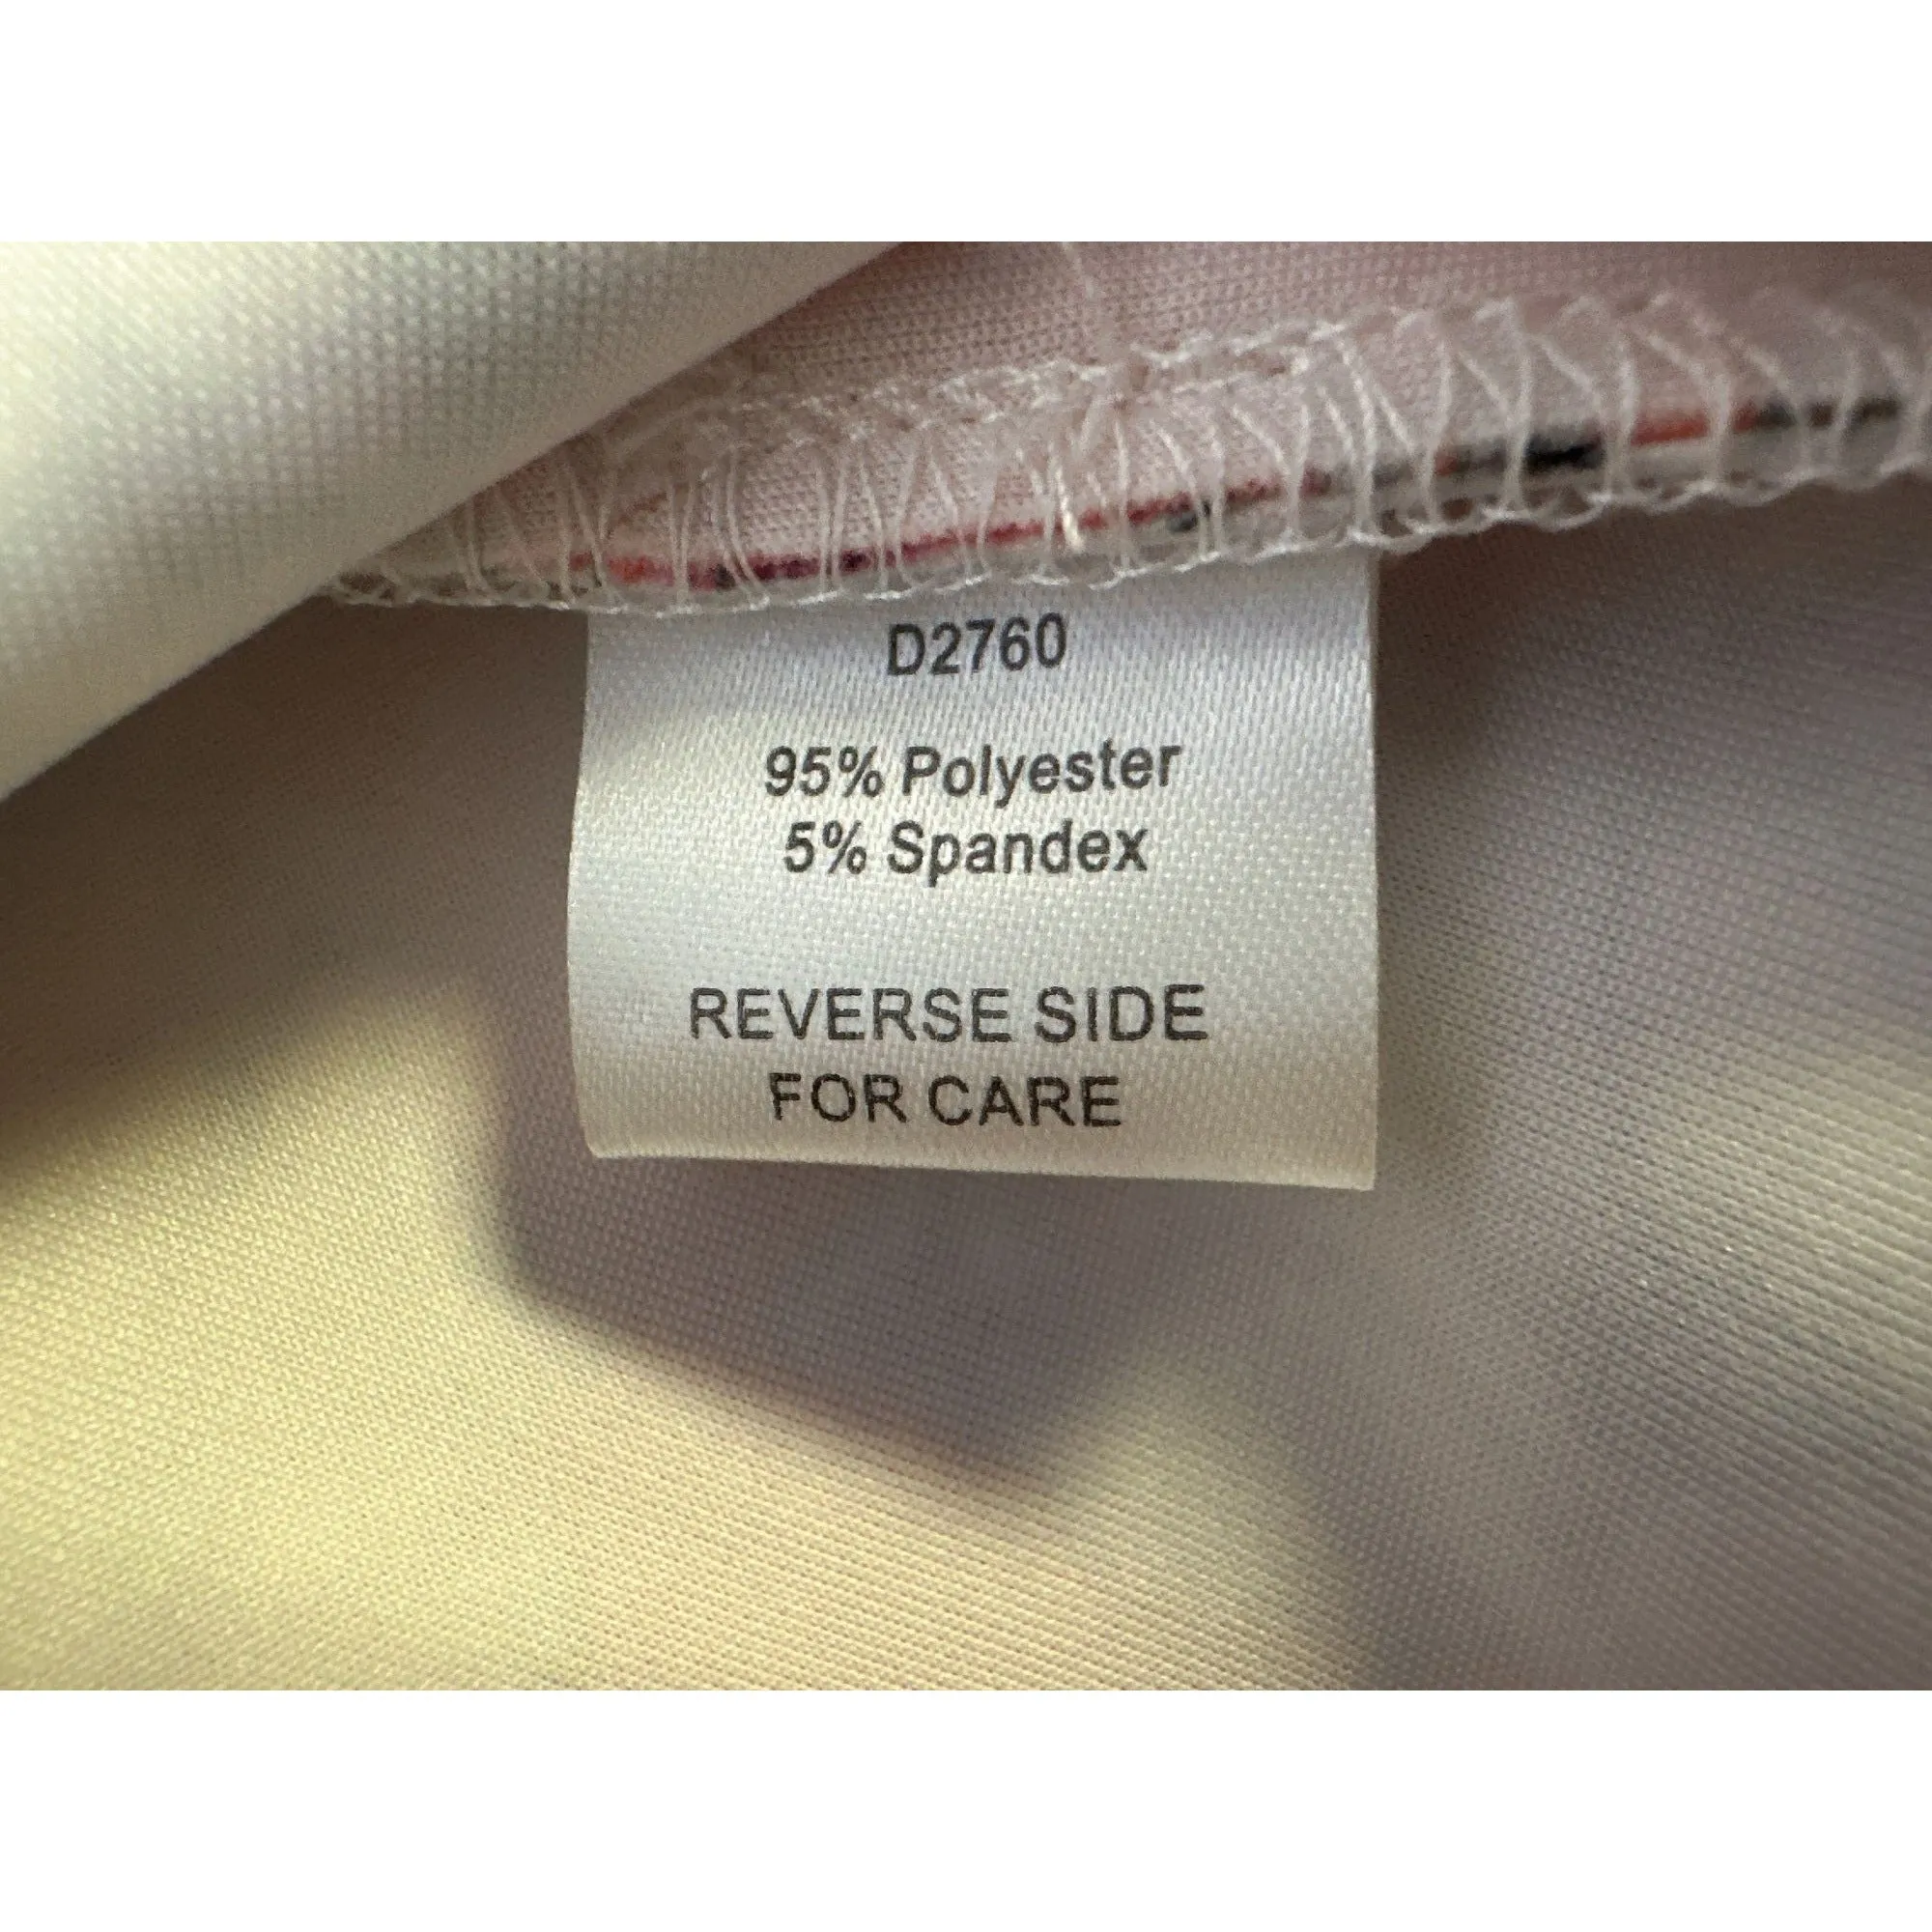 D2760
95% Polyester
5% Spandex
REVERSE SIDE
FOR CARE